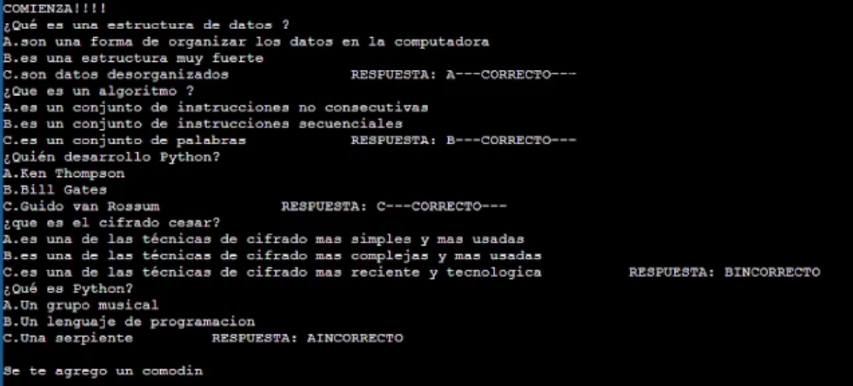 COMIENZA!!!!
¿Qué es una estructura de datos ?
A.son una forma de organizar los datos en la computadora
B.es una estructura muy fuerte
C.son datos desorganizados RESPUESTA: A---CORRECTO---
¿Que es un algoritmo ?
A.es un conjunto de instrucciones no consecutivas
B.es un conjunto de instrucciones secuenciales
C.es un conjunto de palabras RESPUESTA: B---CORRECTO---
¿Quién desarrollo Python?
A.Ken Thompson
B.Bill Gates
C.Guido van Rossum RESPUESTA: C---CORRECTO---
¿que es el cifrado cesar?
A.es una de las técnicas de cifrado mas simples y mas usadas
B.es una de las técnicas de cifrado mas complejas y mas usadas
C.es una de las técnicas de cifrado mas reciente y tecnologica RESPUESTA: BINCORRECTO
¿Qué es Python?
A.Un grupo musical
B.Un lenguaje de programacion
C.Una serpiente RESPUESTA: AINCORRECTO
Se te agrego un comodin